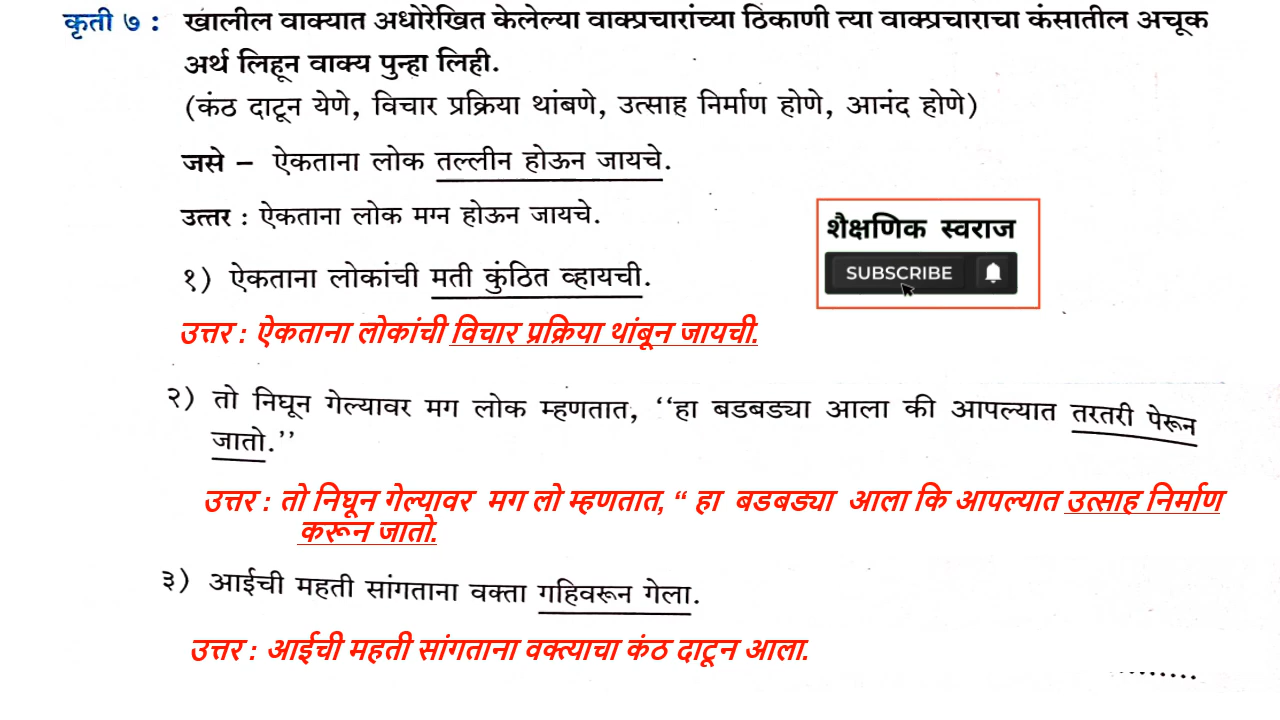 कृती ७ : खालील वाक्यात अधोरेखित केलेल्या वाक्प्रचारांच्या ठिकाणी त्या वाक्प्रचाराचा कंसातील अचूक
अर्थ लिहून वाक्य पुन्हा लिही.
(कंठ दाटून येणे, विचार प्रक्रिया थांबणे, उत्साह निर्माण होणे, आनंद होणे)
जसे – ऐकताना लोक तल्लीन होऊन जायचे.
उत्तर : ऐकताना लोक मग्न होऊन जायचे.
शैक्षणिक स्वराज
SUBSCRIBE
१) ऐकताना लोकांची मती कुंठित व्हायची.
उत्तर : ऐकताना लोकांची विचार प्रक्रिया थांबून जायची.
२) तो निघून गेल्यावर मग लोक म्हणतात, ‘‘हा बडबड्या आला की आपल्यात तरतरी पेरून
जातो.’’
उत्तर : तो निघून गेल्यावर मग लो म्हणतात, “ हा बडबड्या आला कि आपल्यात उत्साह निर्माण
करून जातो.
३) आईची महती सांगताना वक्ता गहिवरून गेला.
उत्तर : आईची महती सांगताना वक्त्याचा कंठ दाटून आला.